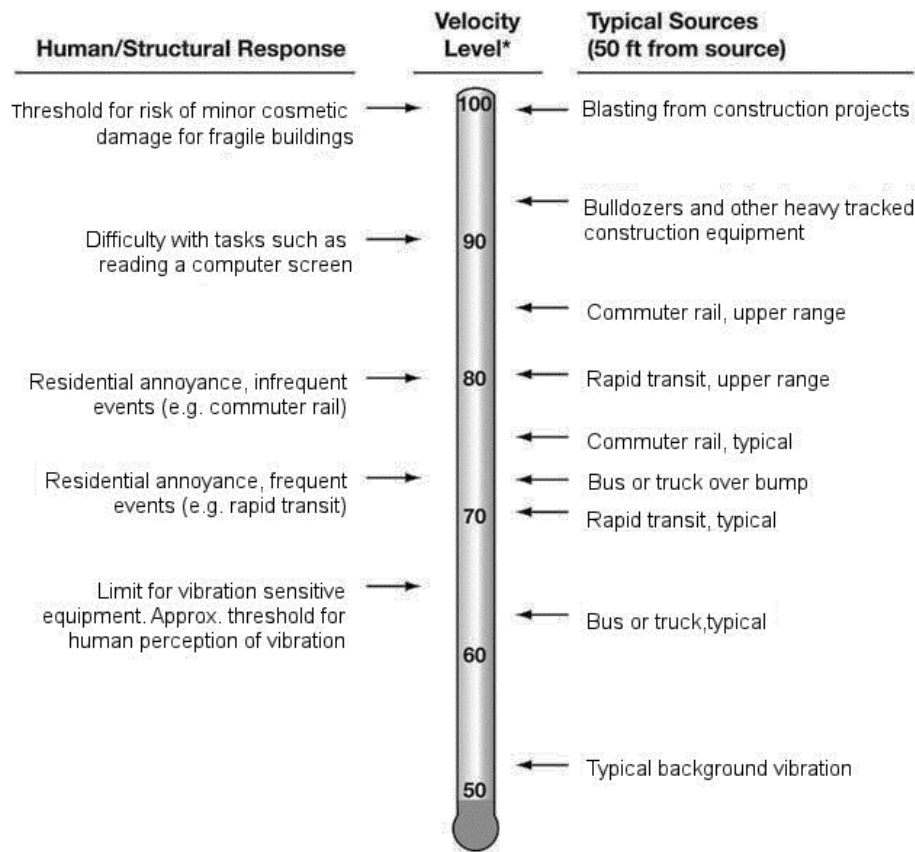 Human/Structural Response
Velocity
Level*
Typical Sources
(50 ft from source)
Threshold for risk of minor cosmetic
damage for fragile buildings
100
Blasting from construction projects
Bulldozers and other heavy tracked
construction equipment
Difficulty with tasks such as
reading a computer screen
90
Commuter rail, upper range
Residential annoyance, infrequent
events (e.g. commuter rail)
80
Rapid transit, upper range
Commuter rail, typical
Residential annoyance, frequent
events (e.g. rapid transit)
Bus or truck over bump
70
Rapid transit, typical
Limit for vibration sensitive
equipment. Approx. threshold for
human perception of vibration
Bus or truck,typical
60
Typical background vibration
50